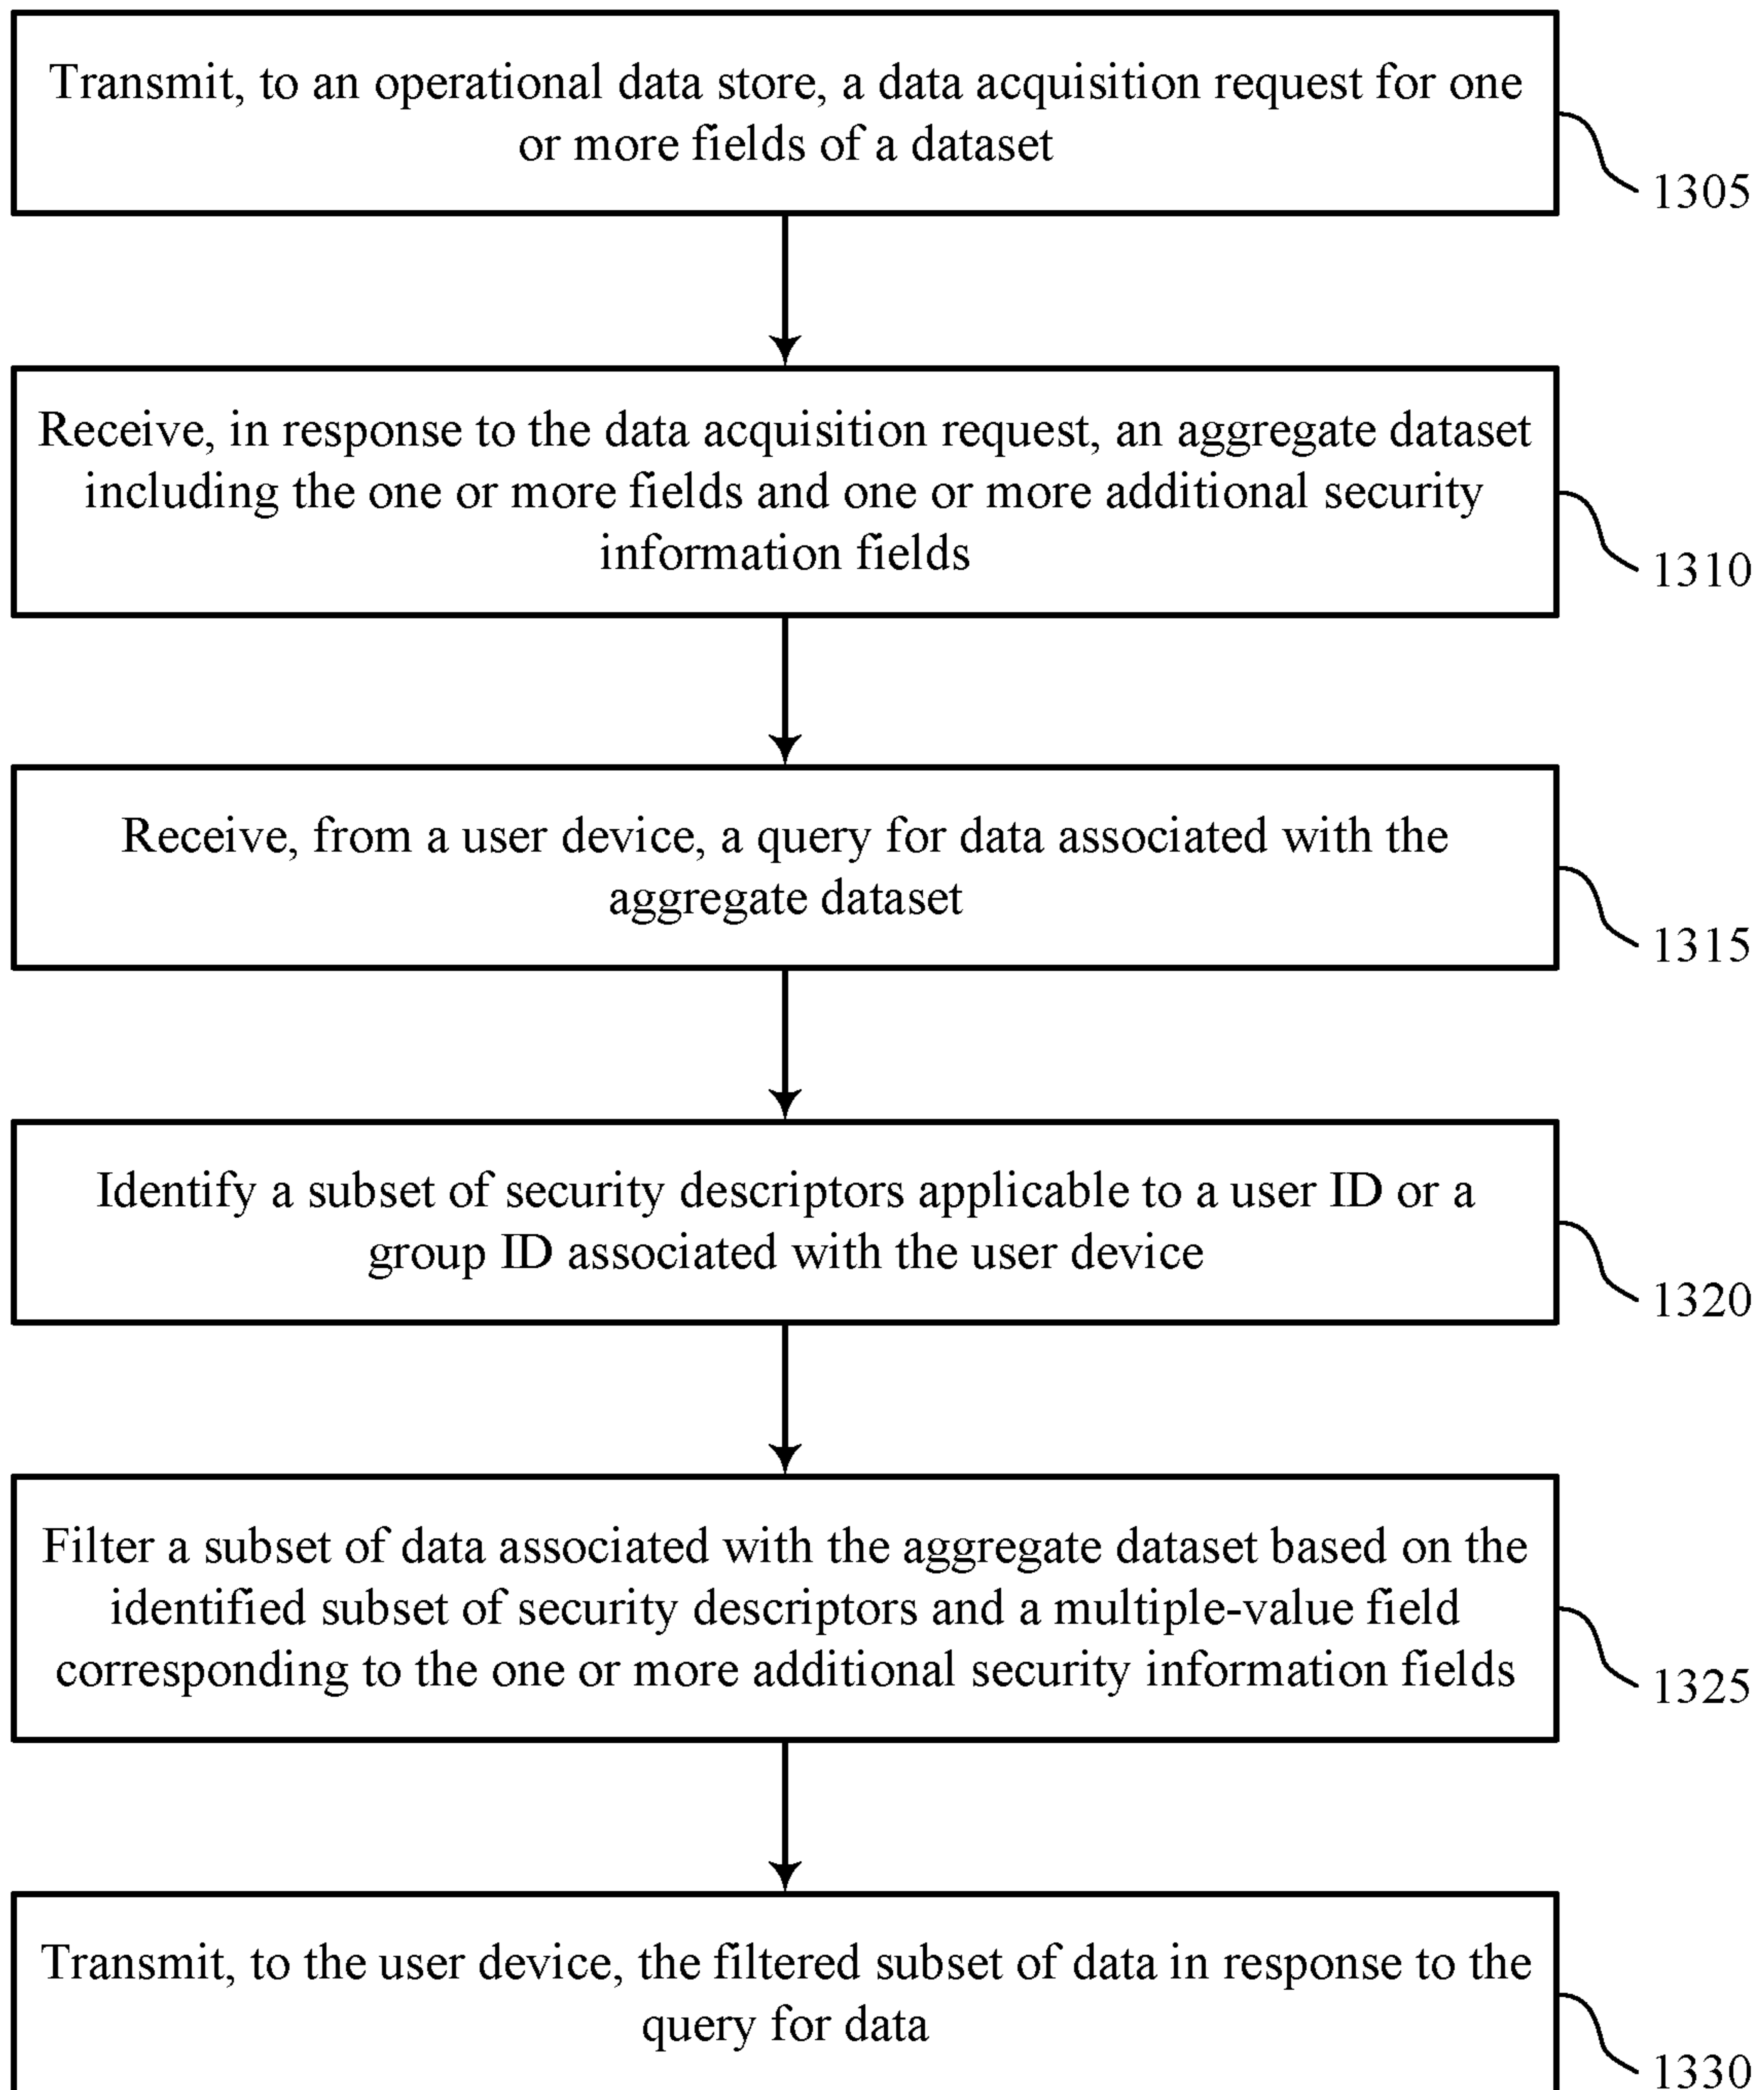 Transmit, to an operational data store, a data acquisition request for one
or more fields of a dataset
1305
Receive, in response to the data acquisition request, an aggregate dataset
including the one or more fields and one or more additional security
information fields
1310
Receive, from a user device, a query for data associated with the
aggregate dataset
1315
Identify a subset of security descriptors applicable to a user ID or a
group ID associated with the user device
1320
Filter a subset of data associated with the aggregate dataset based on the
identified subset of security descriptors and a multiple-value field
corresponding to the one or more additional security information fields
1325
Transmit, to the user device, the filtered subset of data in response to the
query for data
1330